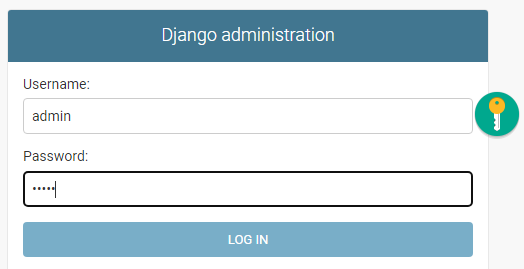 Django administration
Username:
admin
Password:
•••••
LOG IN